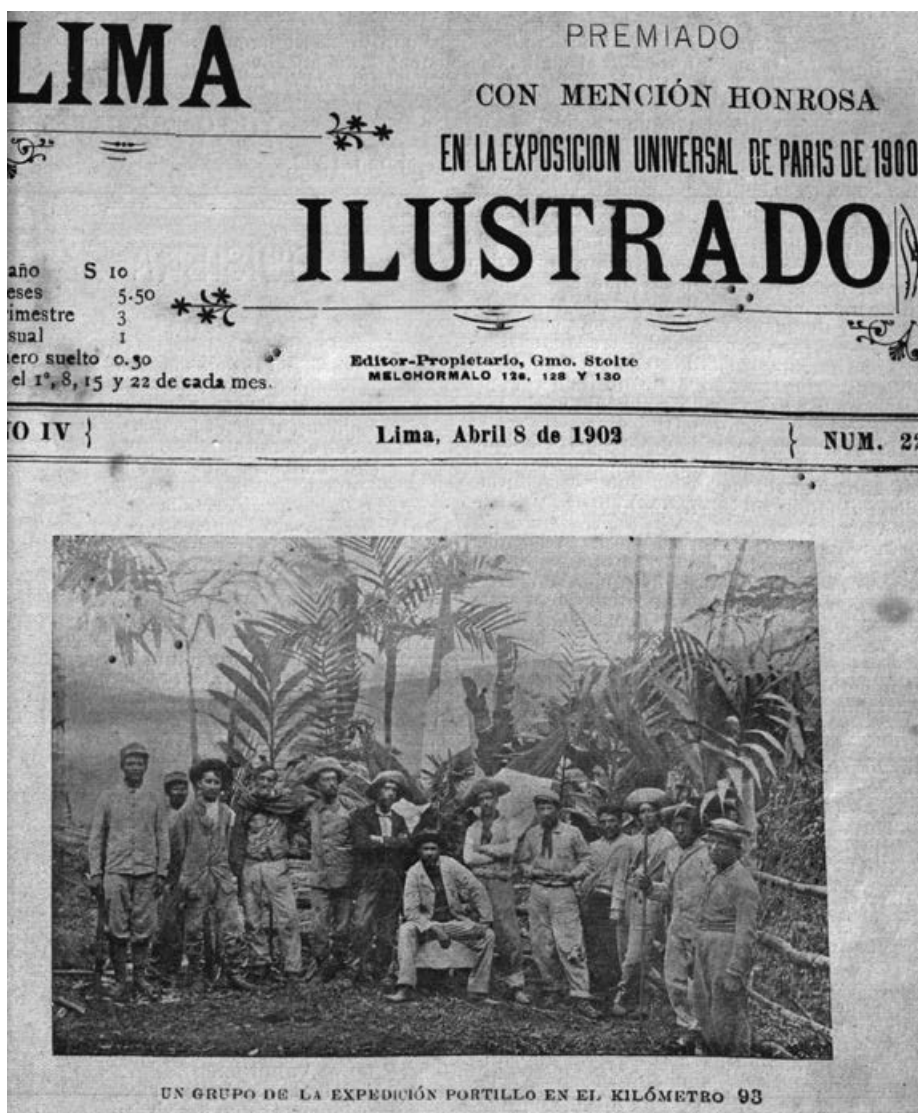 LIMA
PREMIADO
CON MENCIÓN HONROSA
EN LA EXPOSICION UNIVERSAL DE PARIS DE 1900
ILUSTRADO
año S 10
eses 5.50
imestre 3
sual 1
ero suelto 0.30
el 1º, 8, 15 y 22 de cada mes.
Editor-Propietario, Gmo. Stolte
MELCHORMALO 126, 128 Y 130
O IV
Lima, Abril 8 de 1902
NUM. 22
UN GRUPO DE LA EXPEDICIÓN PORTILLO EN EL KILÓMETRO 93